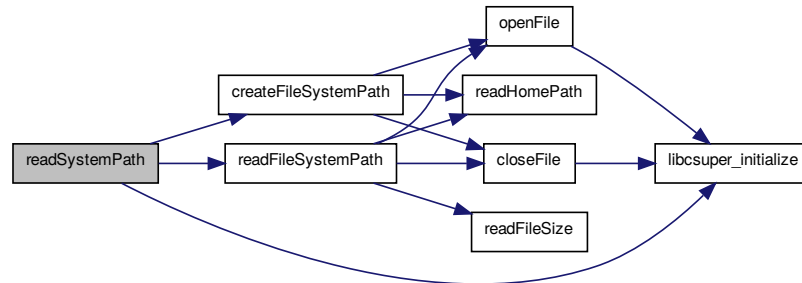 openFile
createFileSystemPath
readHomePath
readSystemPath
readFileSystemPath
closeFile
libcsuper_initialize
readFileSize